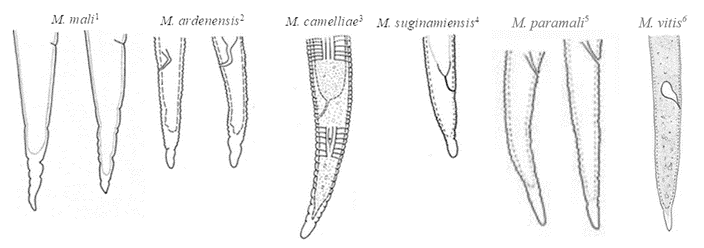 M. mali¹ M. ardenensis² M. camelliae³ M. suginamiensis⁴ M. paramali⁵ M. vitis⁶